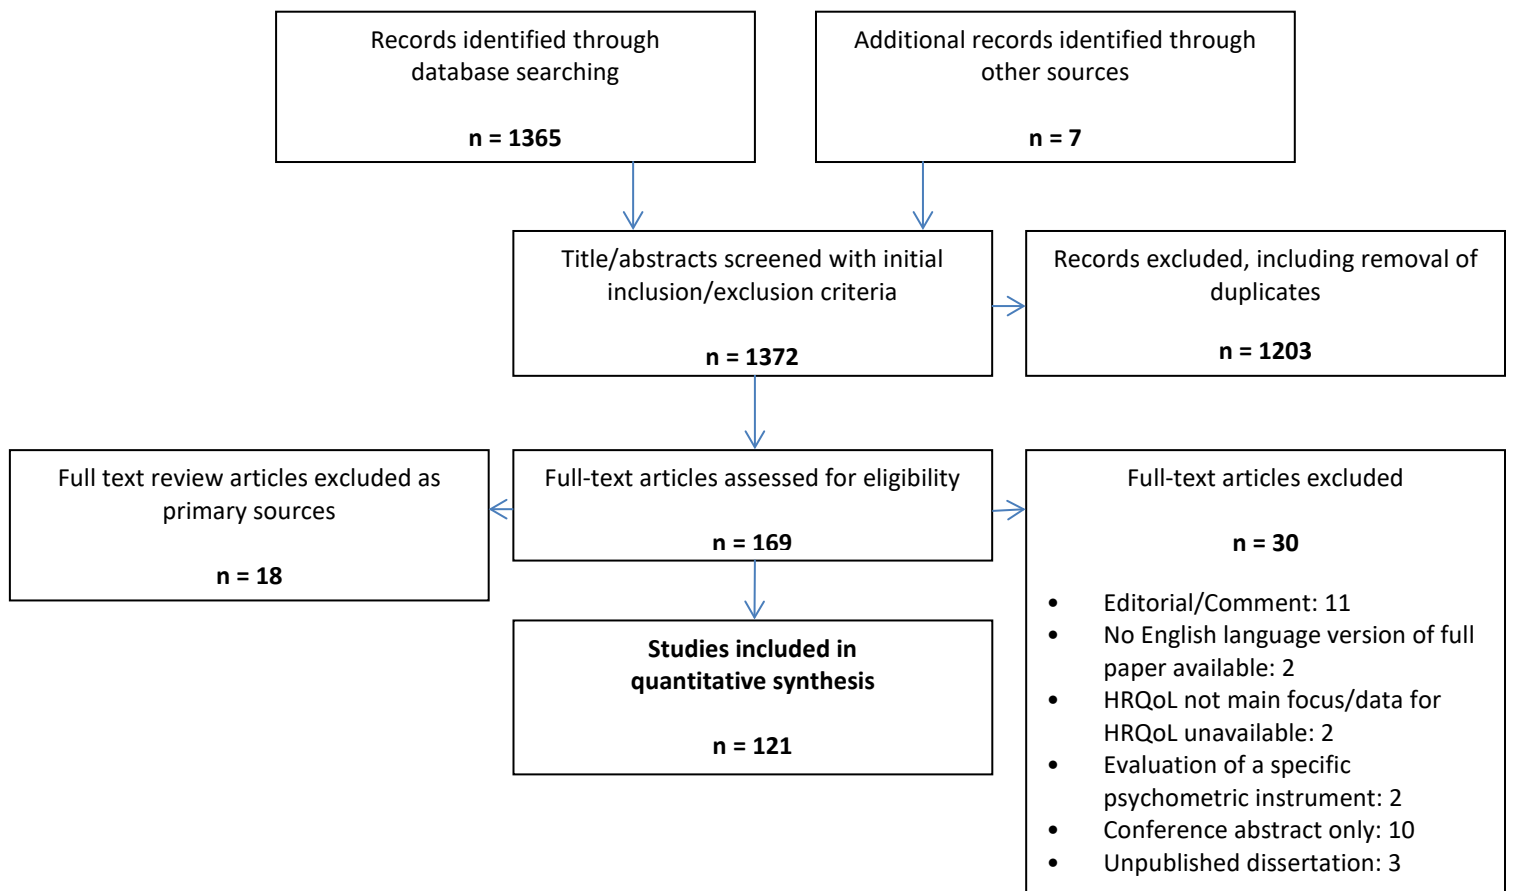 Records identified through
database searching
n = 1365
Additional records identified through
other sources
n = 7
Title/abstracts screened with initial
inclusion/exclusion criteria
n = 1372
Records excluded, including removal of
duplicates
n = 1203
Full text review articles excluded as
primary sources
n = 18
Full-text articles assessed for eligibility
n = 169
Full-text articles excluded
n = 30
• Editorial/Comment: 11
• No English language version of full
paper available: 2
• HRQoL not main focus/data for
HRQoL unavailable: 2
• Evaluation of a specific
psychometric instrument: 2
• Conference abstract only: 10
• Unpublished dissertation: 3
Studies included in
quantitative synthesis
n = 121